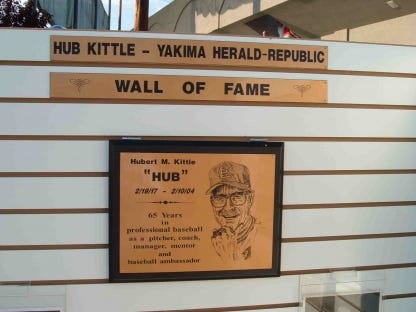 HUB KITTLE - YAKIMA HERALD-REPUBLIC
WALL OF FAME
Hubert M. Kittle
"HUB"
2/19/17 - 2/10/04
65 Years
in
professional baseball
as a pitcher, coach,
manager, mentor
and
baseball ambassador